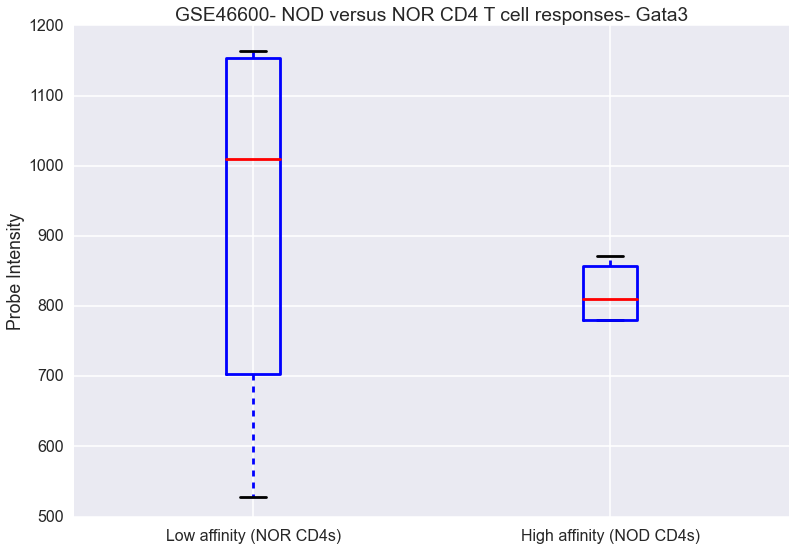 GSE46600- NOD versus NOR CD4 T cell responses- Gata3
1200
1100
1000
900
800
700
600
500
Probe Intensity
Low affinity (NOR CD4s)
High affinity (NOD CD4s)